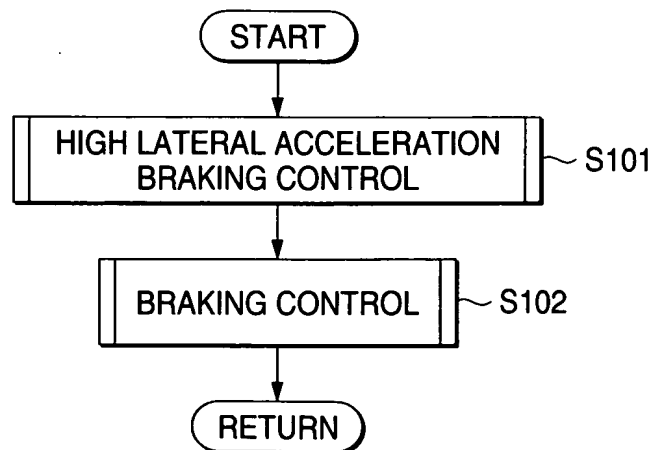 START
HIGH LATERAL ACCELERATION
BRAKING CONTROL
S101
BRAKING CONTROL
S102
RETURN